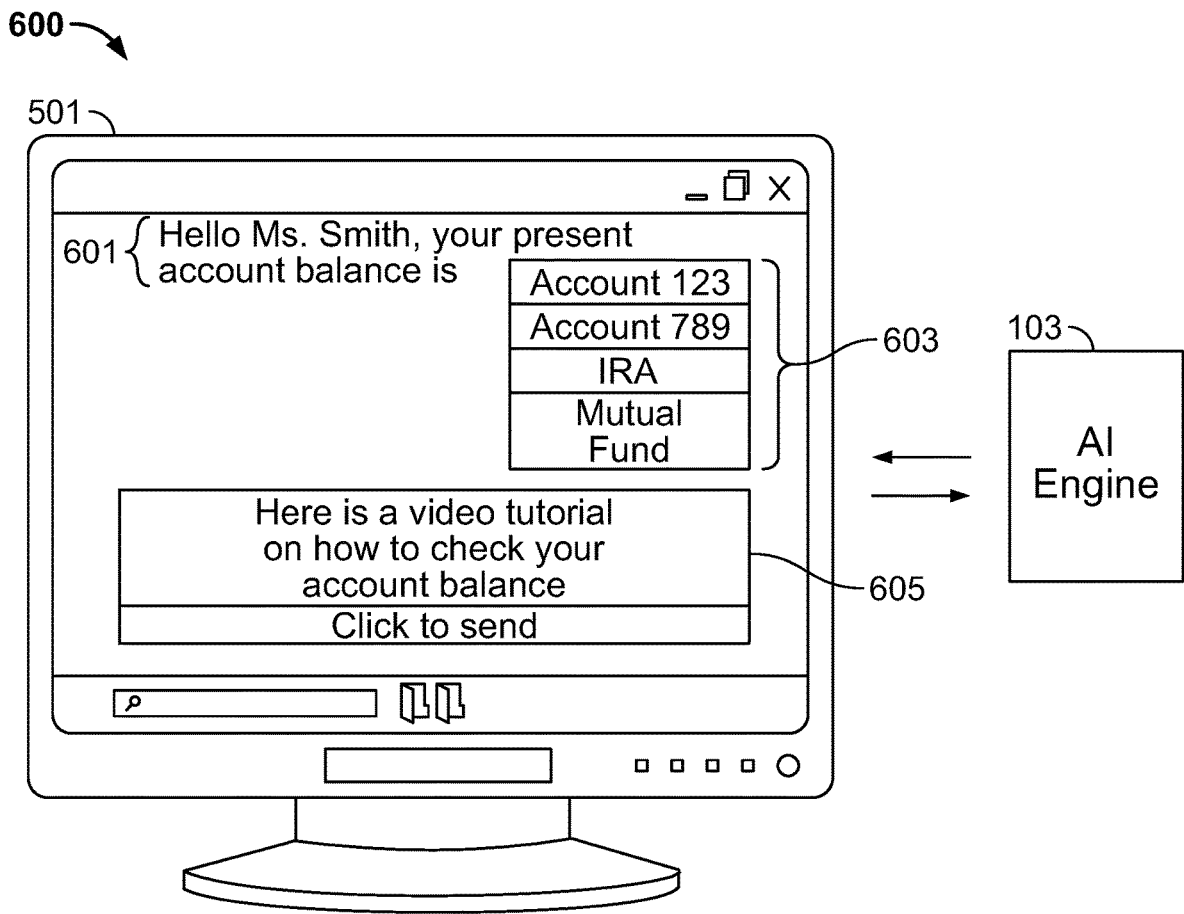 600
501
601
Hello Ms. Smith, your present
account balance is
Account 123
Account 789
IRA
Mutual
Fund
603
103
AI
Engine
Here is a video tutorial
on how to check your
account balance
Click to send
605